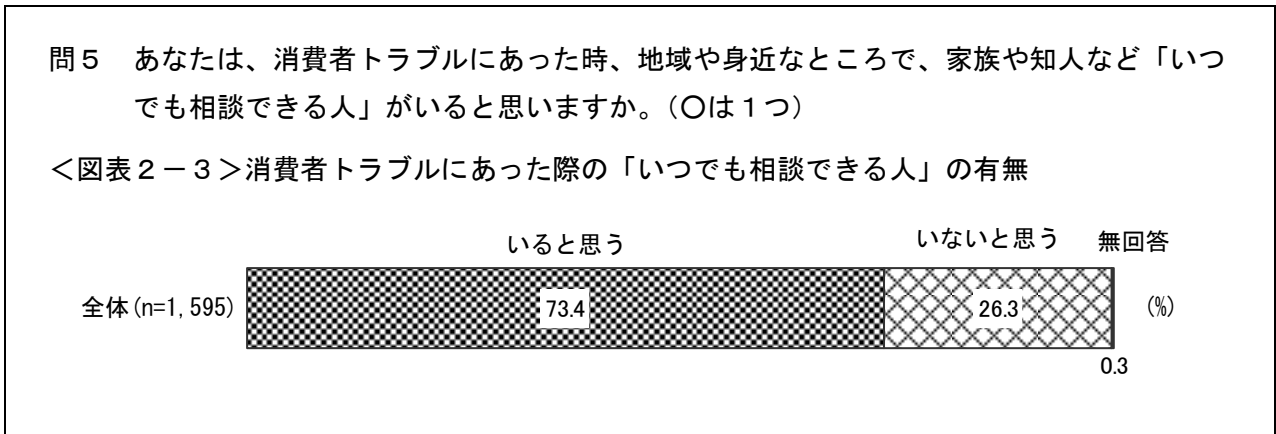 問５　あなたは、消費者トラブルにあった時、地域や身近なところで、家族や知人など「いつ
でも相談できる人」がいると思いますか。（〇は１つ）
＜図表２－３＞消費者トラブルにあった際の「いつでも相談できる人」の有無
いると思う　いないと思う　無回答
全体(n=1,595)　73.4　26.3　(%)
0.3